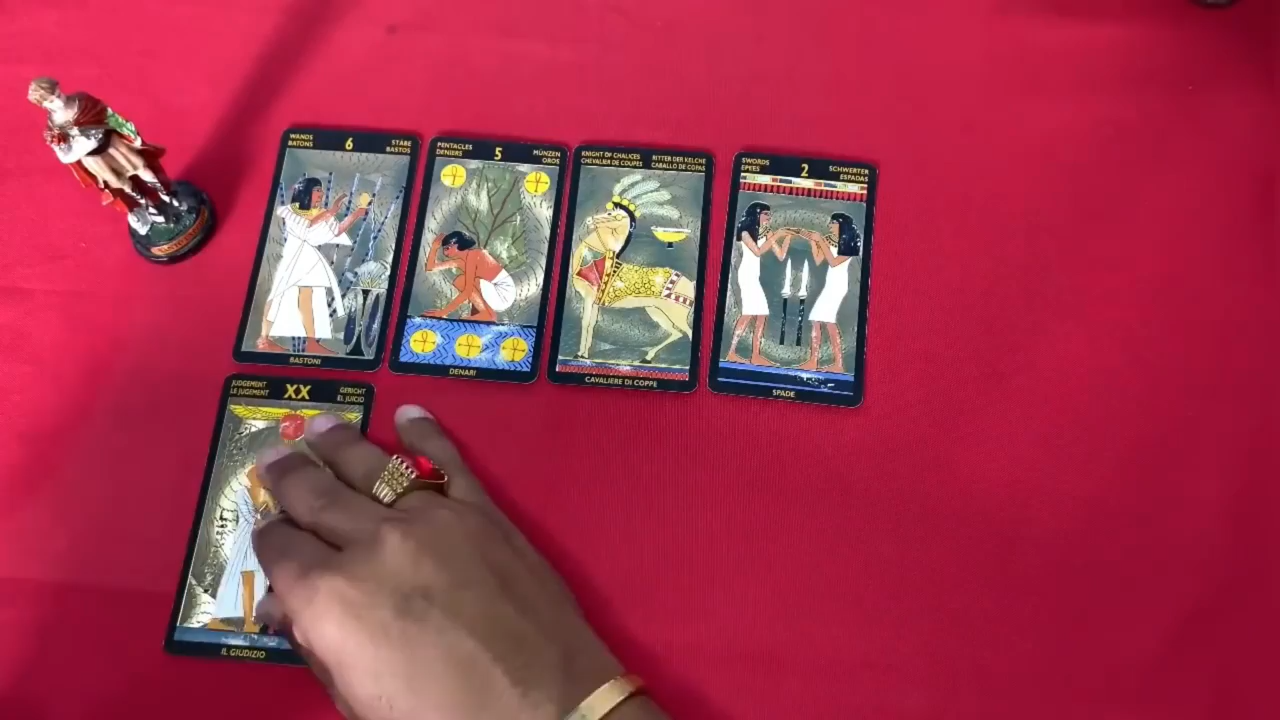 WANDS
BATONS
6
STÄBE
BASTOS
BASTONI
PENTACLES
DENIERS
5
MÜNZEN
OROS
DENARI
KNIGHT OF CHALICES
CHEVALIER DE COUPES
RITTER DER KELCHE
CABALLO DE COPAS
CAVALIERE DI COPPE
SWORDS
EPEES
2
SCHWERTER
ESPADAS
SPADE
JUDGEMENT
LE JUGEMENT
XX
GERICHT
EL JUICIO
IL GIUDIZIO